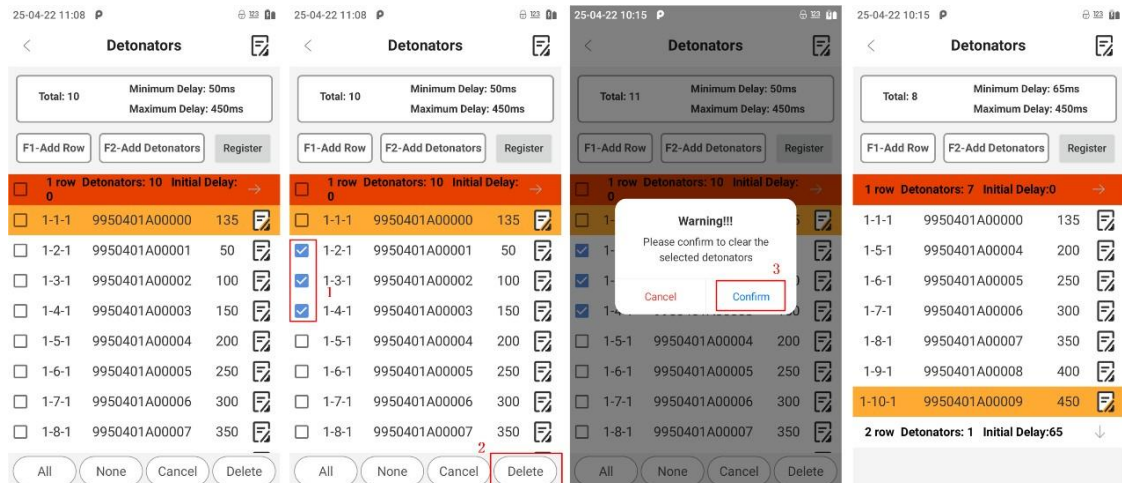 25-04-22 11:08 P 123
Detonators
Total: 10
Minimum Delay: 50ms
Maximum Delay: 450ms
F1-Add Row F2-Add Detonators Register
1 row Detonators: 10 Initial Delay:
0
1-1-1 9950401A00000 135
1-2-1 9950401A00001 50
1-3-1 9950401A00002 100
1-4-1 9950401A00003 150
1-5-1 9950401A00004 200
1-6-1 9950401A00005 250
1-7-1 9950401A00006 300
1-8-1 9950401A00007 350
All None Cancel Delete
25-04-22 11:08 P 123
Detonators
Total: 10
Minimum Delay: 50ms
Maximum Delay: 450ms
F1-Add Row F2-Add Detonators Register
1 row Detonators: 10 Initial Delay:
0
1-1-1 9950401A00000 135
1-2-1 9950401A00001 50
1-3-1 9950401A00002 100
1
1-4-1 9950401A00003 150
1-5-1 9950401A00004 200
1-6-1 9950401A00005 250
1-7-1 9950401A00006 300
1-8-1 9950401A00007 350
2
All None Cancel Delete
25-04-22 10:15 P 123
Detonators
Total: 11
Minimum Delay: 50ms
Maximum Delay: 450ms
F1-Add Row F2-Add Detonators Register
1 row Detonators: 10 Initial Delay:
0
Warning!!!
Please confirm to clear the
selected detonators
3
Cancel Confirm
1-5-1 9950401A00004 200
1-6-1 9950401A00005 250
1-7-1 9950401A00006 300
1-8-1 9950401A00007 350
All None Cancel Delete
25-04-22 10:15 P 123
Detonators
Total: 8
Minimum Delay: 65ms
Maximum Delay: 450ms
F1-Add Row F2-Add Detonators Register
1 row Detonators: 7 Initial Delay:0
1-1-1 9950401A00000 135
1-5-1 9950401A00004 200
1-6-1 9950401A00005 250
1-7-1 9950401A00006 300
1-8-1 9950401A00007 350
1-9-1 9950401A00008 400
1-10-1 9950401A00009 450
2 row Detonators: 1 Initial Delay:65